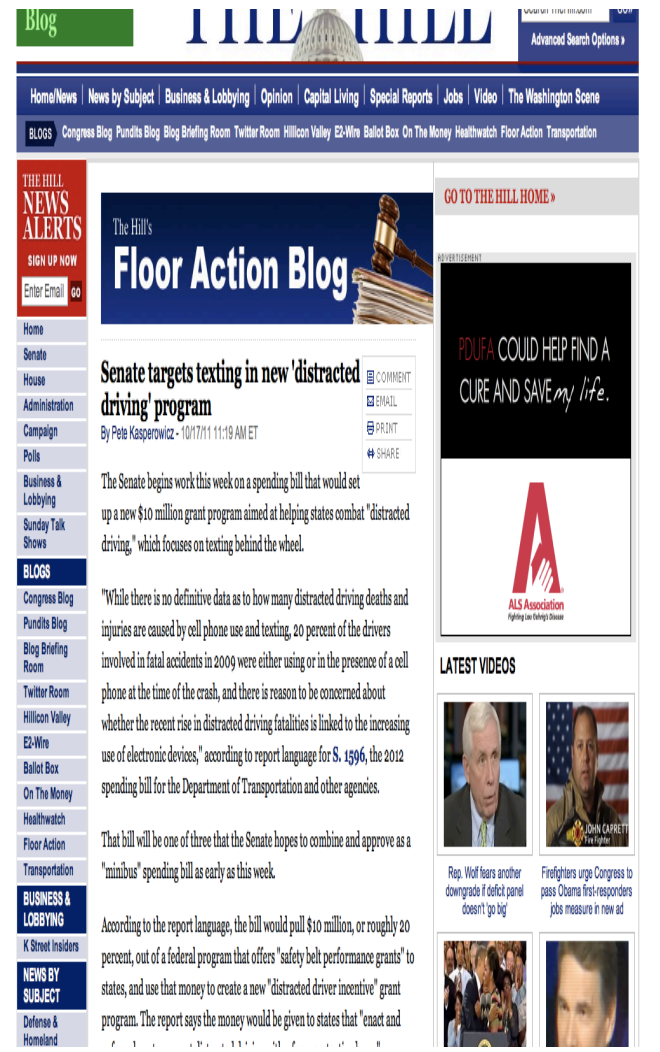 Blog
THE HILL
Advanced Search Options »
Home/News | News by Subject | Business & Lobbying | Opinion | Capital Living | Special Reports | Jobs | Video | The Washington Scene
BLOGS Congress Blog Pundits Blog Blog Briefing Room Twitter Room Hillicon Valley E2-Wire Ballot Box On The Money Healthwatch Floor Action Transportation
THE HILL
NEWS
ALERTS
SIGN UP NOW
Enter Email GO
Home
Senate
House
Administration
Campaign
Polls
Business &
Lobbying
Sunday Talk
Shows
BLOGS
Congress Blog
Pundits Blog
Blog Briefing
Room
Twitter Room
Hillicon Valley
E2-Wire
Ballot Box
On The Money
Healthwatch
Floor Action
Transportation
BUSINESS &
LOBBYING
K Street Insiders
NEWS BY
SUBJECT
Defense &
Homeland
The Hill's
Floor Action Blog
Senate targets texting in new 'distracted
driving' program
By Pete Kasperowicz - 10/17/11 11:19 AM ET
COMMENT
EMAIL
PRINT
SHARE
The Senate begins work this week on a spending bill that would set
up a new $10 million grant program aimed at helping states combat "distracted
driving," which focuses on texting behind the wheel.
"While there is no definitive data as to how many distracted driving deaths and
injuries are caused by cell phone use and texting, 20 percent of the drivers
involved in fatal accidents in 2009 were either using or in the presence of a cell
phone at the time of the crash, and there is reason to be concerned about
whether the recent rise in distracted driving fatalities is linked to the increasing
use of electronic devices," according to report language for S. 1596, the 2012
spending bill for the Department of Transportation and other agencies.
That bill will be one of three that the Senate hopes to combine and approve as a
"minibus" spending bill as early as this week.
According to the report language, the bill would pull $10 million, or roughly 20
percent, out of a federal program that offers "safety belt performance grants" to
states, and use that money to create a new "distracted driver incentive" grant
program. The report says the money would be given to states that "enact and
GO TO THE HILL HOME »
ADVERTISEMENT
PDUFA COULD HELP FIND A
CURE AND SAVE my life.
ALS Association
Fighting Lou Gehrig's Disease
LATEST VIDEOS
JOHN CAPRETT
Fire Fighter
Rep. Wolf fears another
downgrade if deficit panel
doesn't 'go big'
Firefighters urge Congress to
pass Obama first-responders
jobs measure in new ad